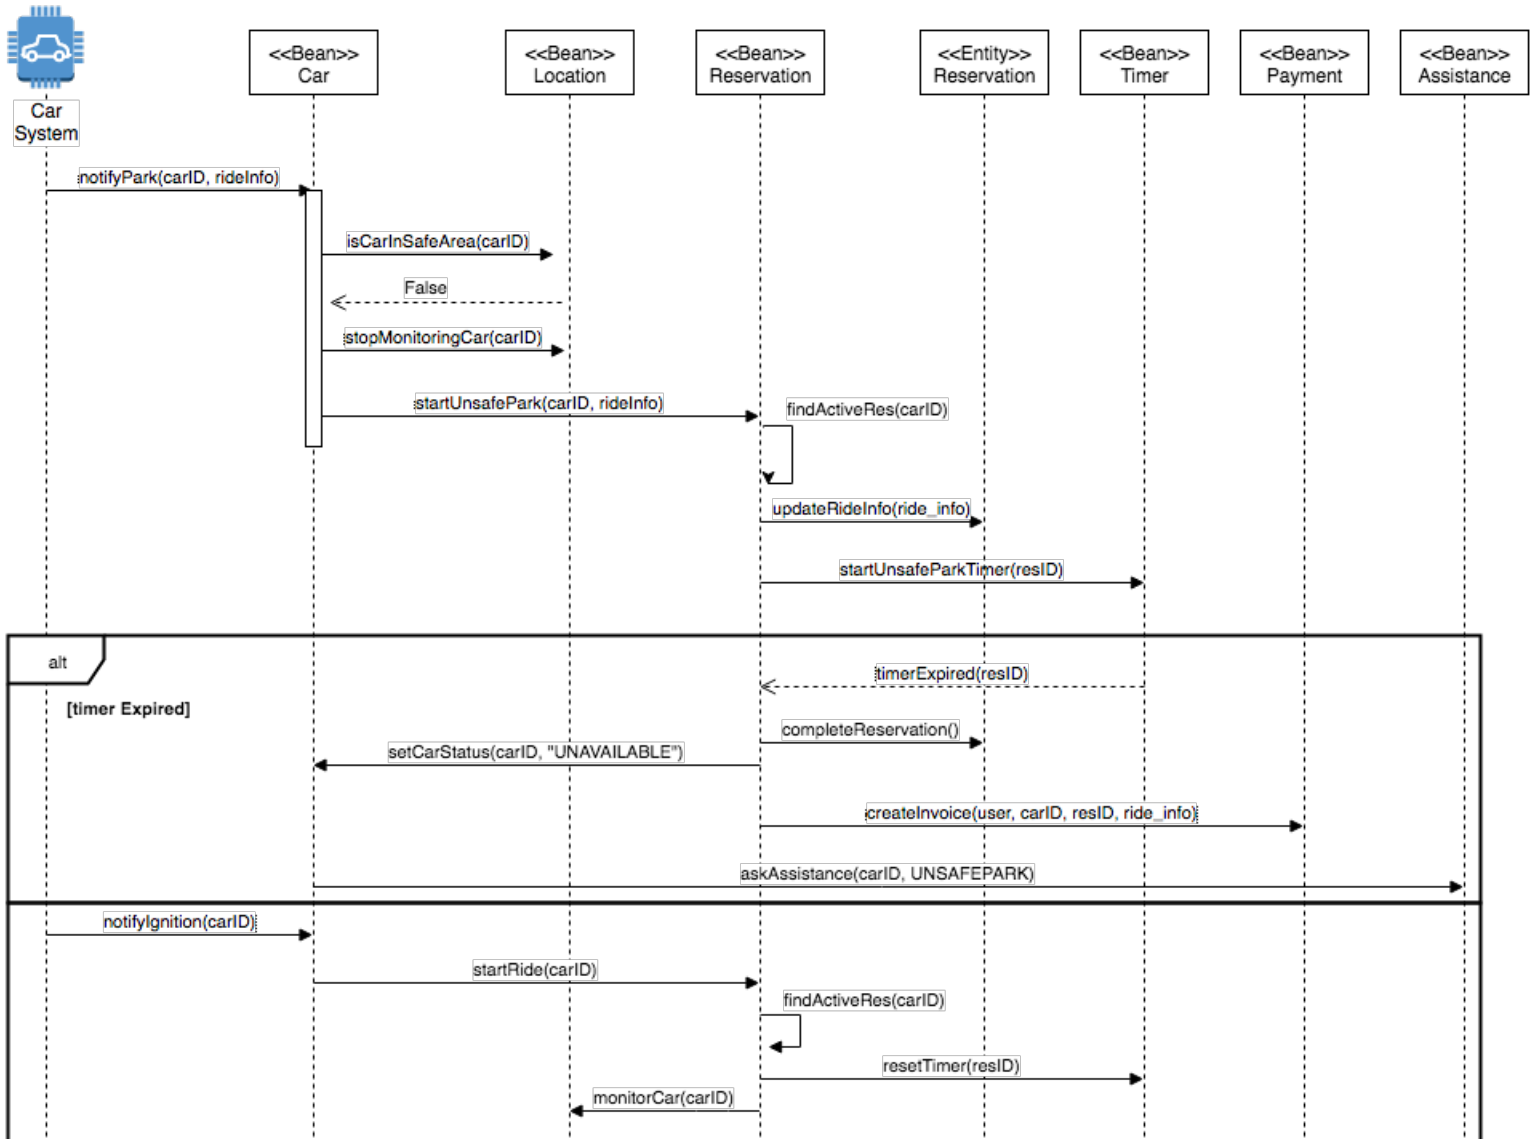 <<Bean>>
Car
<<Bean>>
Location
<<Bean>>
Reservation
<<Entity>>
Reservation
<<Bean>>
Timer
<<Bean>>
Payment
<<Bean>>
Assistance
Car
System
notifyPark(carID, rideInfo)
isCarInSafeArea(carID)
False
stopMonitoringCar(carID)
startUnsafePark(carID, rideInfo)
findActiveRes(carID)
updateRideInfo(ride_info)
startUnsafeParkTimer(resID)
alt
timerExpired(resID)
[timer Expired]
completeReservation()
setCarStatus(carID, "UNAVAILABLE")
createInvoice(user, carID, resID, ride_info)
askAssistance(carID, UNSAFEPARK)
notifyIgnition(carID)
startRide(carID)
findActiveRes(carID)
resetTimer(resID)
monitorCar(carID)